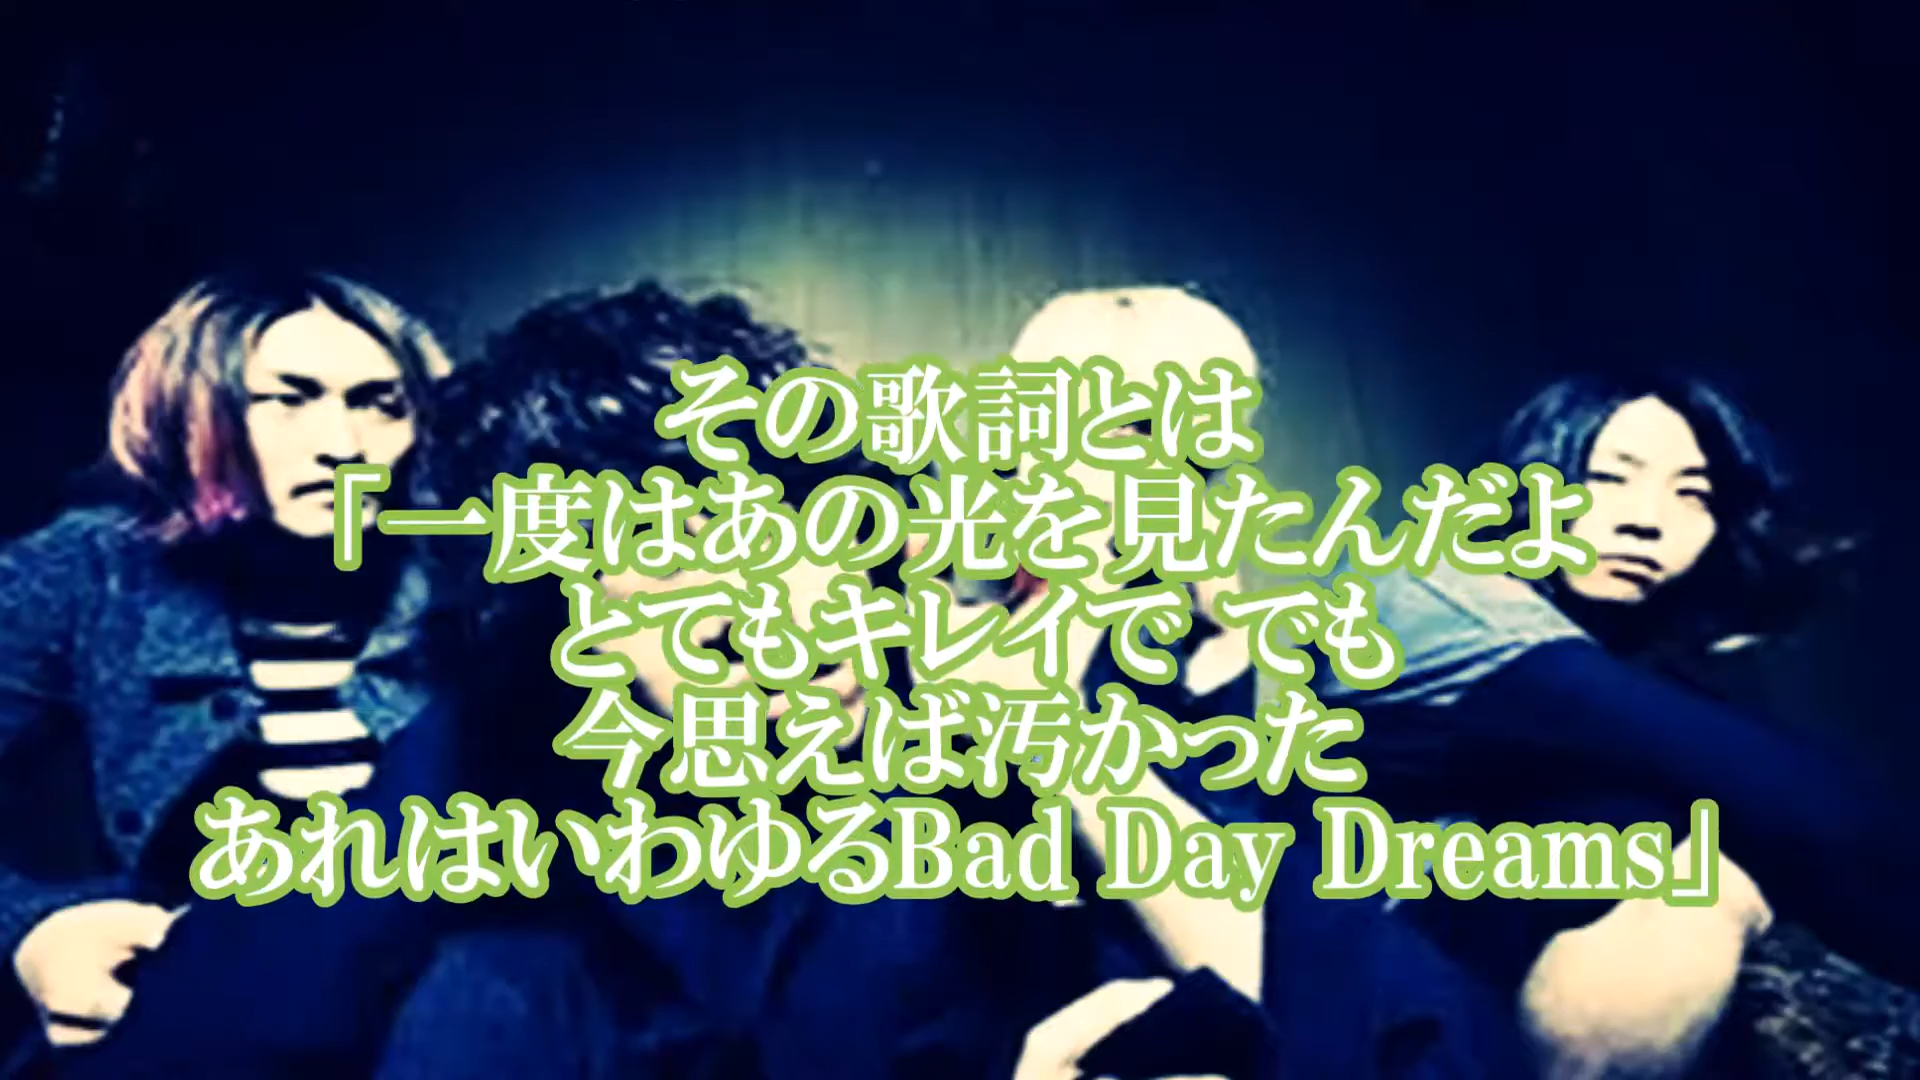 その歌詞とは
「一度はあの光を見たんだよ
とてもキレイで でも
今思えば汚かった
あれはいわゆるBad Day Dreams」